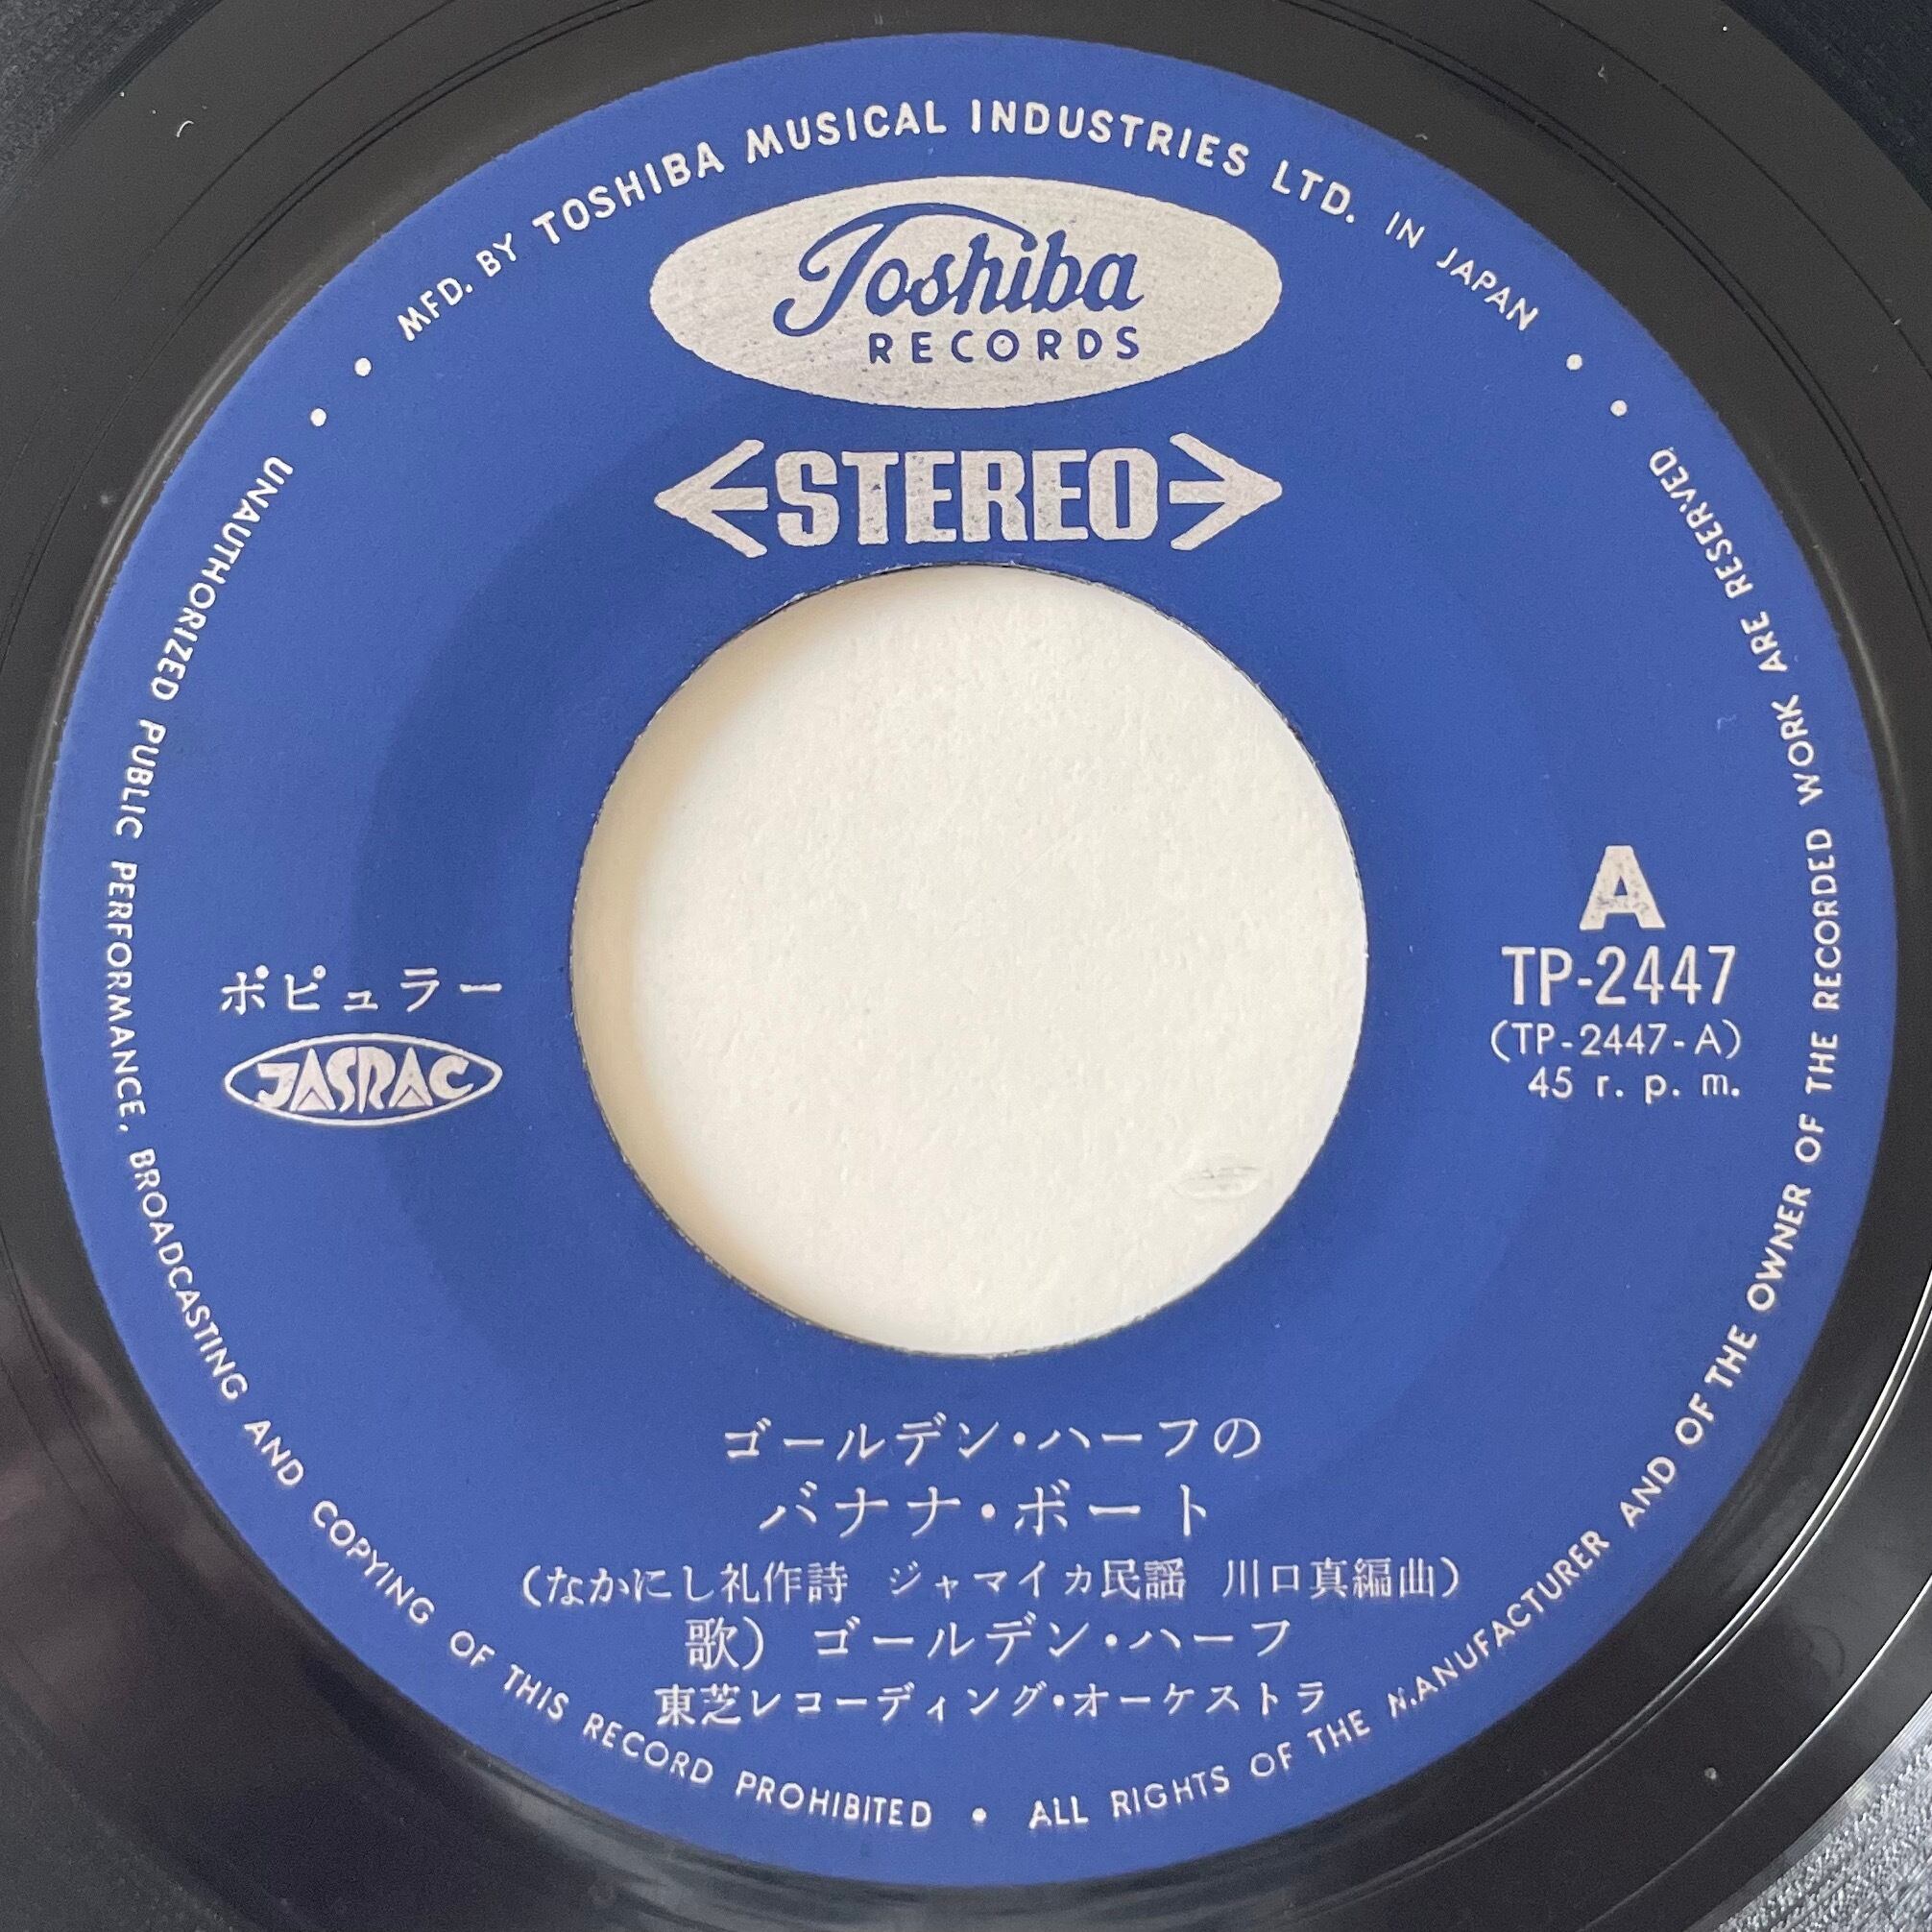 MFD. BY TOSHIBA MUSICAL INDUSTRIES LTD. IN JAPAN
Toshiba
RECORDS
STEREO
A
TP-2447
(TP-2447-A)
45 r. p. m.
ポピュラー
JASRAC
ゴールデン・ハーフの
バナナ・ボート
(なかにし礼作詩 ジャマイカ民謡 川口真編曲)
歌) ゴールデン・ハーフ
東芝レコーディング・オーケストラ
UNAUTHORIZED PUBLIC PERFORMANCE, BROADCASTING AND COPYING OF THIS RECORD PROHIBITED • ALL RIGHTS OF THE MANUFACTURER AND OF THE OWNER OF THE RECORDED WORK ARE RESERVED